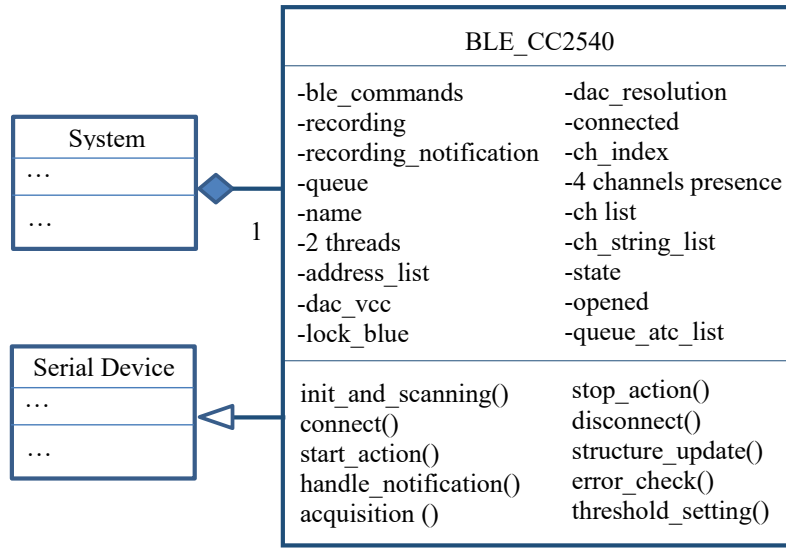 BLE_CC2540
-ble_commands
-recording
-recording_notification
-queue
-name
-2 threads
-address_list
-dac_vcc
-lock_blue
-dac_resolution
-connected
-ch_index
-4 channels presence
-ch list
-ch_string_list
-state
-opened
-queue_atc_list
init_and_scanning()
connect()
start_action()
handle_notification()
acquisition ()
stop_action()
disconnect()
structure_update()
error_check()
threshold_setting()
System
…
…
1
Serial Device
…
…